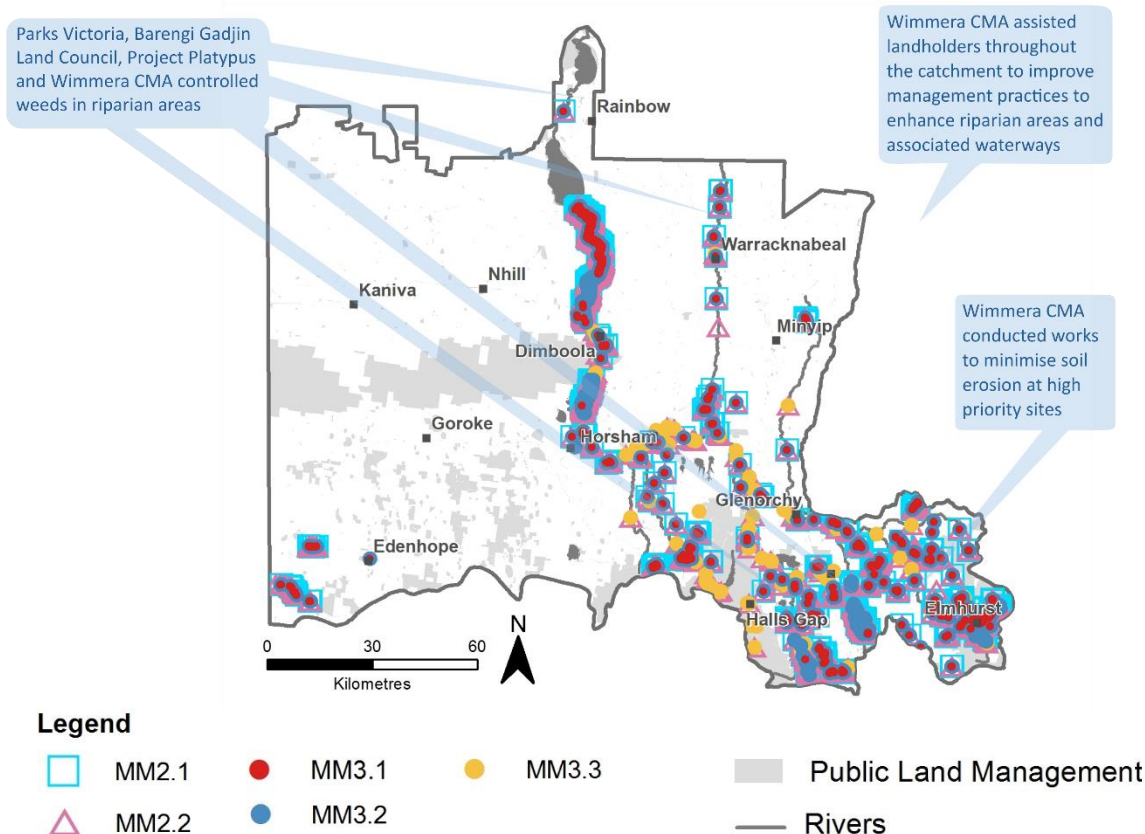 Parks Victoria, Barengi Gadjin
Land Council, Project Platypus
and Wimmera CMA controlled
weeds in riparian areas
Wimmera CMA assisted
landholders throughout
the catchment to improve
management practices to
enhance riparian areas and
associated waterways
Rainbow
Warracknabeal
Nhill
Kaniva
Minyip
Dimboola
Wimmera CMA
conducted works
to minimise soil
erosion at high
priority sites
Goroke
Horsham
Glenorchy
Edenhope
Elmhurst
Halls Gap
N
0 30 60
Kilometres
Legend
MM2.1 MM3.1 MM3.3 Public Land Management
MM2.2 MM3.2 Rivers